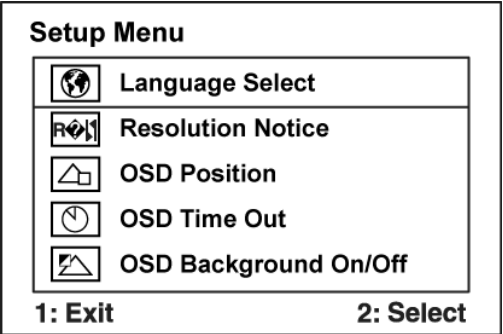 Setup Menu
Language Select
Resolution Notice
OSD Position
OSD Time Out
OSD Background On/Off
1: Exit
2: Select